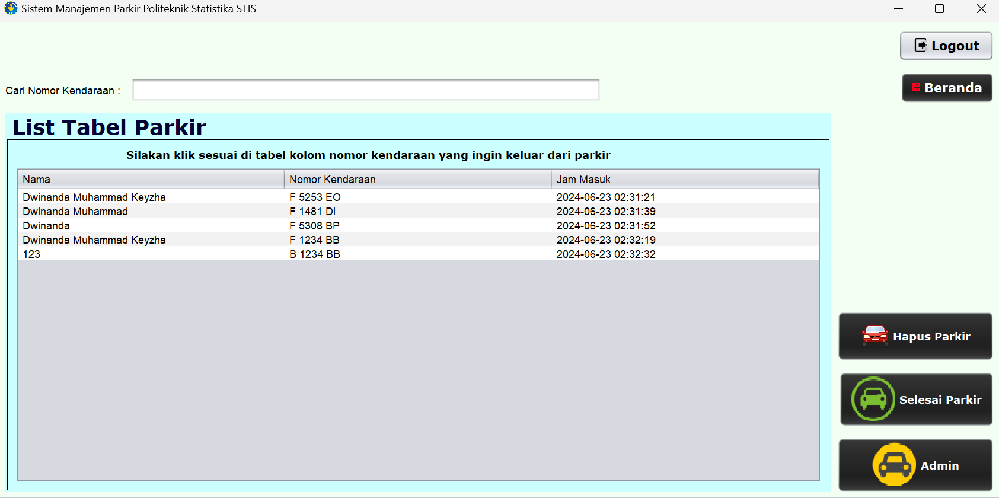 Sistem Manajemen Parkir Politeknik Statistika STIS
Logout
Cari Nomor Kendaraan :
Beranda
List Tabel Parkir
Silakan klik sesuai di tabel kolom nomor kendaraan yang ingin keluar dari parkir
Nama Nomor Kendaraan Jam Masuk
Dwinanda Muhammad Keyzha F 5253 EO 2024-06-23 02:31:21
Dwinanda Muhammad F 1481 DI 2024-06-23 02:31:39
Dwinanda F 5308 BP 2024-06-23 02:31:52
Dwinanda Muhammad Keyzha F 1234 BB 2024-06-23 02:32:19
123 B 1234 BB 2024-06-23 02:32:32
Hapus Parkir
Selesai Parkir
Admin